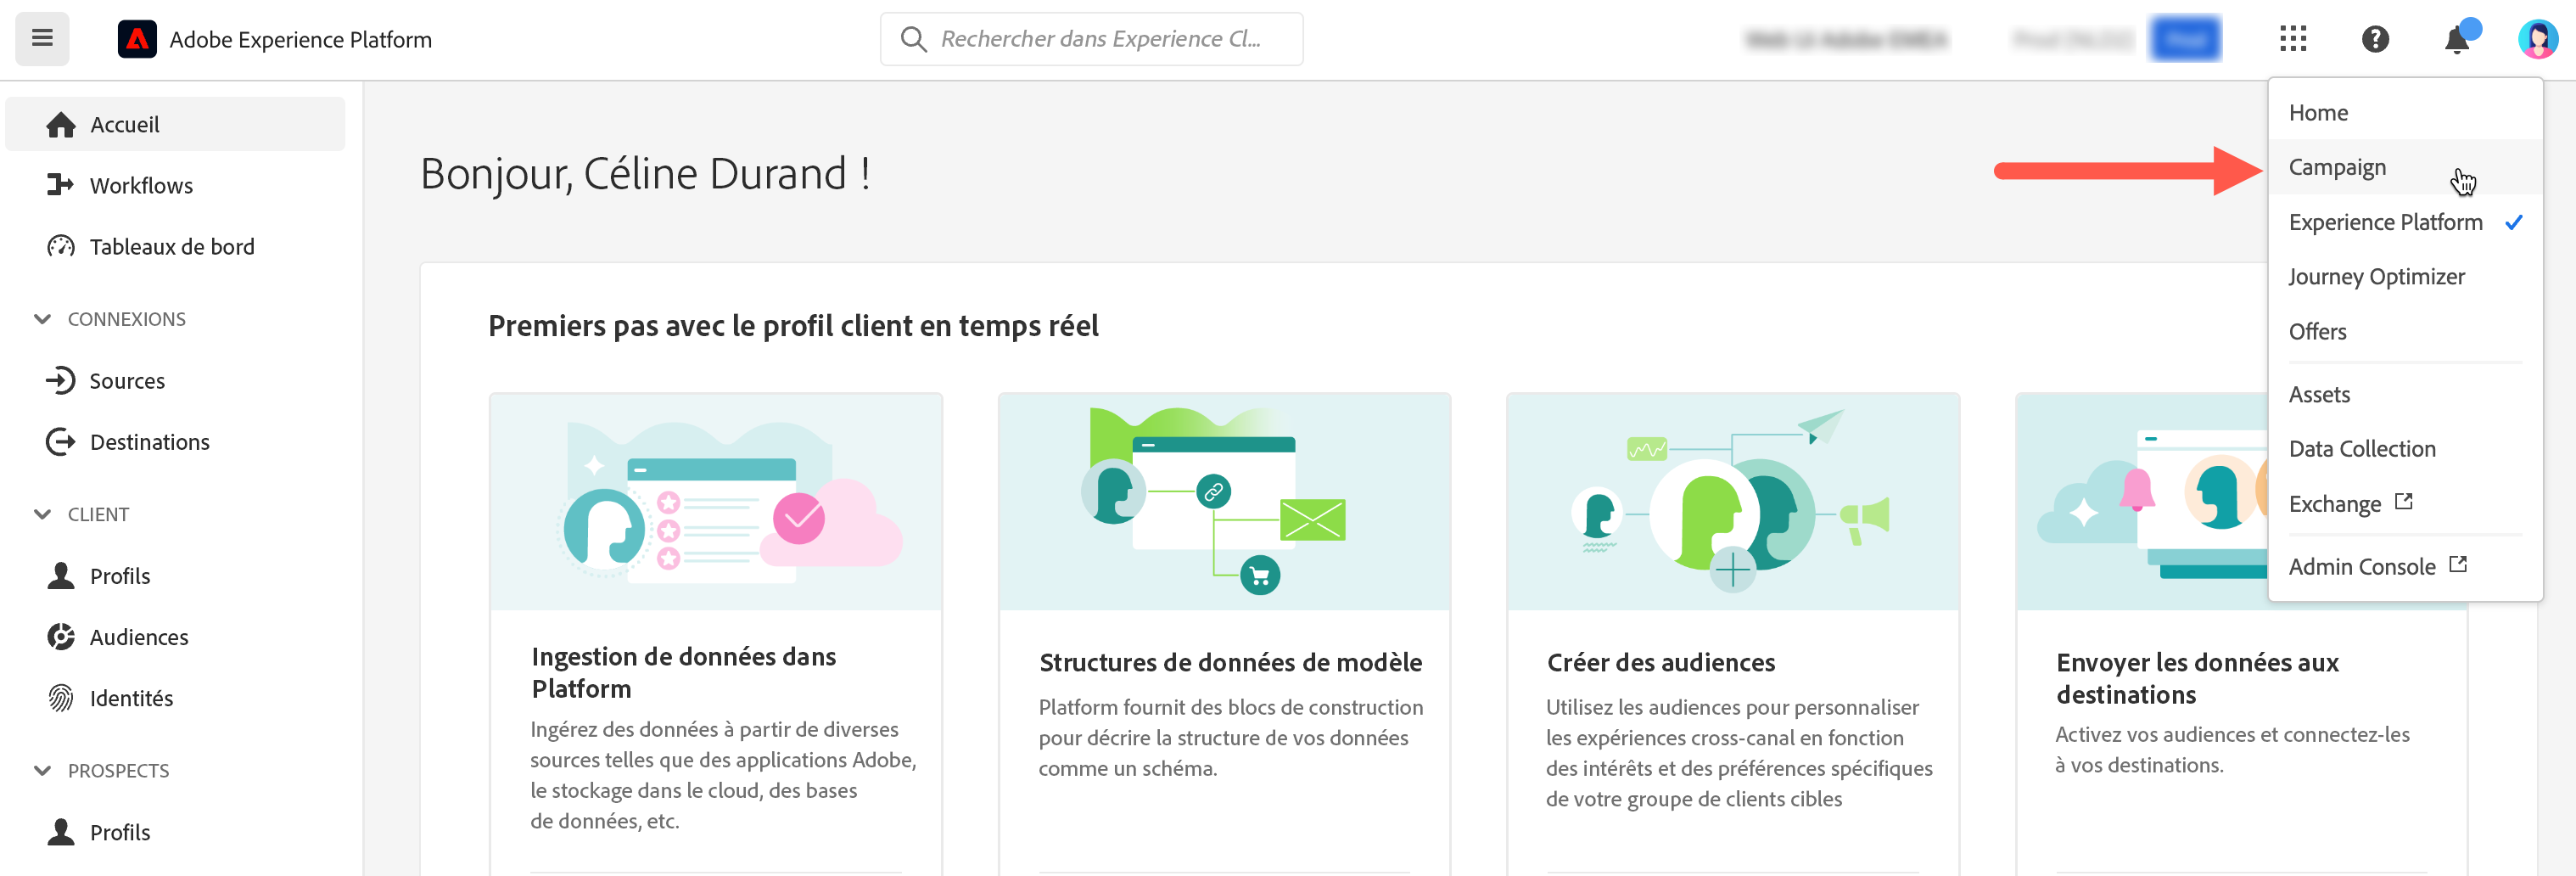 Adobe Experience Platform
Rechercher dans Experience Cl...
Accueil
Workflows
Tableaux de bord
CONNEXIONS
Sources
Destinations
CLIENT
Profils
Audiences
Identités
PROSPECTS
Profils
Bonjour, Céline Durand !
Premiers pas avec le profil client en temps réel
Ingestion de données dans
Platform
Ingérez des données à partir de diverses
sources telles que des applications Adobe,
le stockage dans le cloud, des bases
de données, etc.
Structures de données de modèle
Platform fournit des blocs de construction
pour décrire la structure de vos données
comme un schéma.
Créer des audiences
Utilisez les audiences pour personnaliser
les expériences cross-canal en fonction
des intérêts et des préférences spécifiques
de votre groupe de clients cibles
Envoyer les données aux
destinations
Activez vos audiences et connectez-les
à vos destinations.
Home
Campaign
Experience Platform
Journey Optimizer
Offers
Assets
Data Collection
Exchange
Admin Console